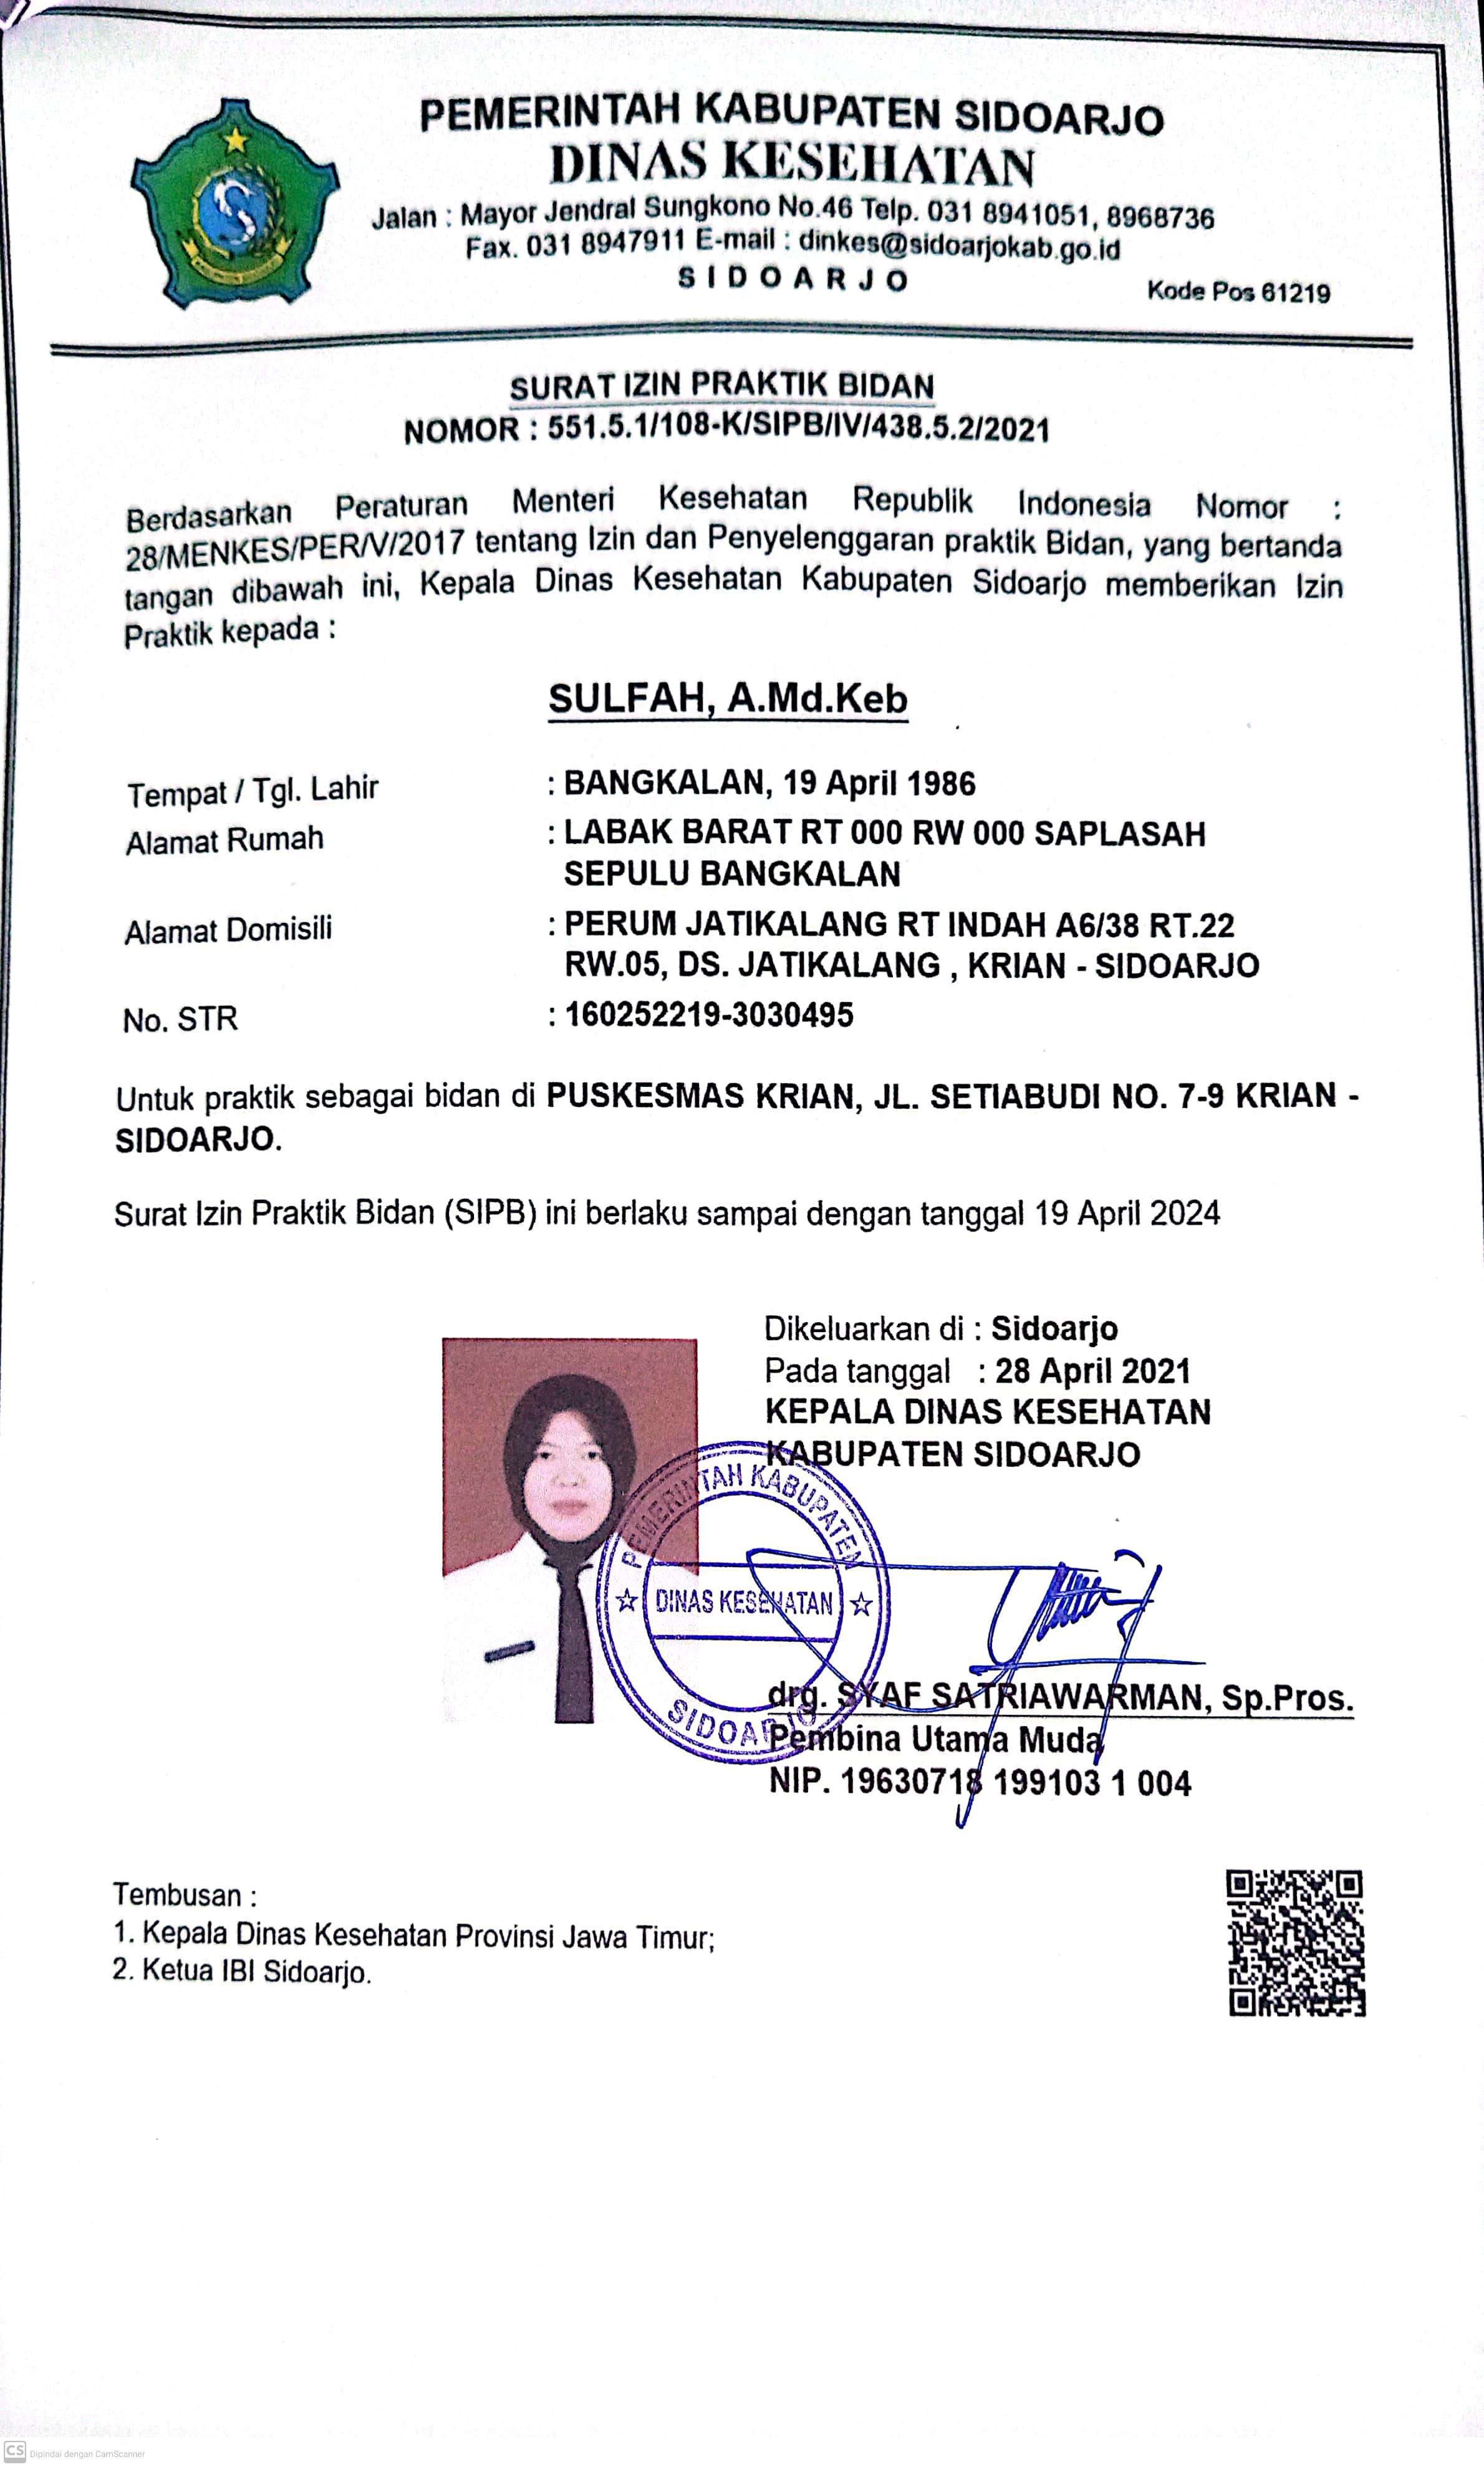 PEMERINTAH KABUPATEN SIDOARJO
DINAS KESEHATAN
Jalan : Mayor Jendral Sungkono No.46 Telp. 031 8941051, 8968736
Fax. 031 8947911 E-mail : dinkes@sidoarjokab.go.id
SIDOARJO
Kode Pos 61219
SURAT IZIN PRAKTIK BIDAN
NOMOR : 551.5.1/108-K/SIPB/IV/438.5.2/2021
Berdasarkan Peraturan Menteri Kesehatan Republik Indonesia Nomor :
28/MENKES/PER/V/2017 tentang Izin dan Penyelenggaran praktik Bidan, yang bertanda
tangan dibawah ini, Kepala Dinas Kesehatan Kabupaten Sidoarjo memberikan Izin
Praktik kepada :
SULFAH, A.Md.Keb
Tempat / Tgl. Lahir : BANGKALAN, 19 April 1986
Alamat Rumah : LABAK BARAT RT 000 RW 000 SAPLASAH
SEPULU BANGKALAN
Alamat Domisili : PERUM JATIKALANG RT INDAH A6/38 RT.22
RW.05, DS. JATIKALANG , KRIAN - SIDOARJO
No. STR : 160252219-3030495
Untuk praktik sebagai bidan di PUSKESMAS KRIAN, JL. SETIABUDI NO. 7-9 KRIAN -
SIDOARJO.
Surat Izin Praktik Bidan (SIPB) ini berlaku sampai dengan tanggal 19 April 2024
Dikeluarkan di : Sidoarjo
Pada tanggal : 28 April 2021
KEPALA DINAS KESEHATAN
KABUPATEN SIDOARJO
PEMERINTAH KABUPATEN
DINAS KESEHATAN
SIDOARJO
drg. SYAF SATRIAWARMAN, Sp.Pros.
Pembina Utama Muda
NIP. 19630718 199103 1 004
Tembusan :
1. Kepala Dinas Kesehatan Provinsi Jawa Timur;
2. Ketua IBI Sidoarjo.
CS Dipindai dengan CamScanner